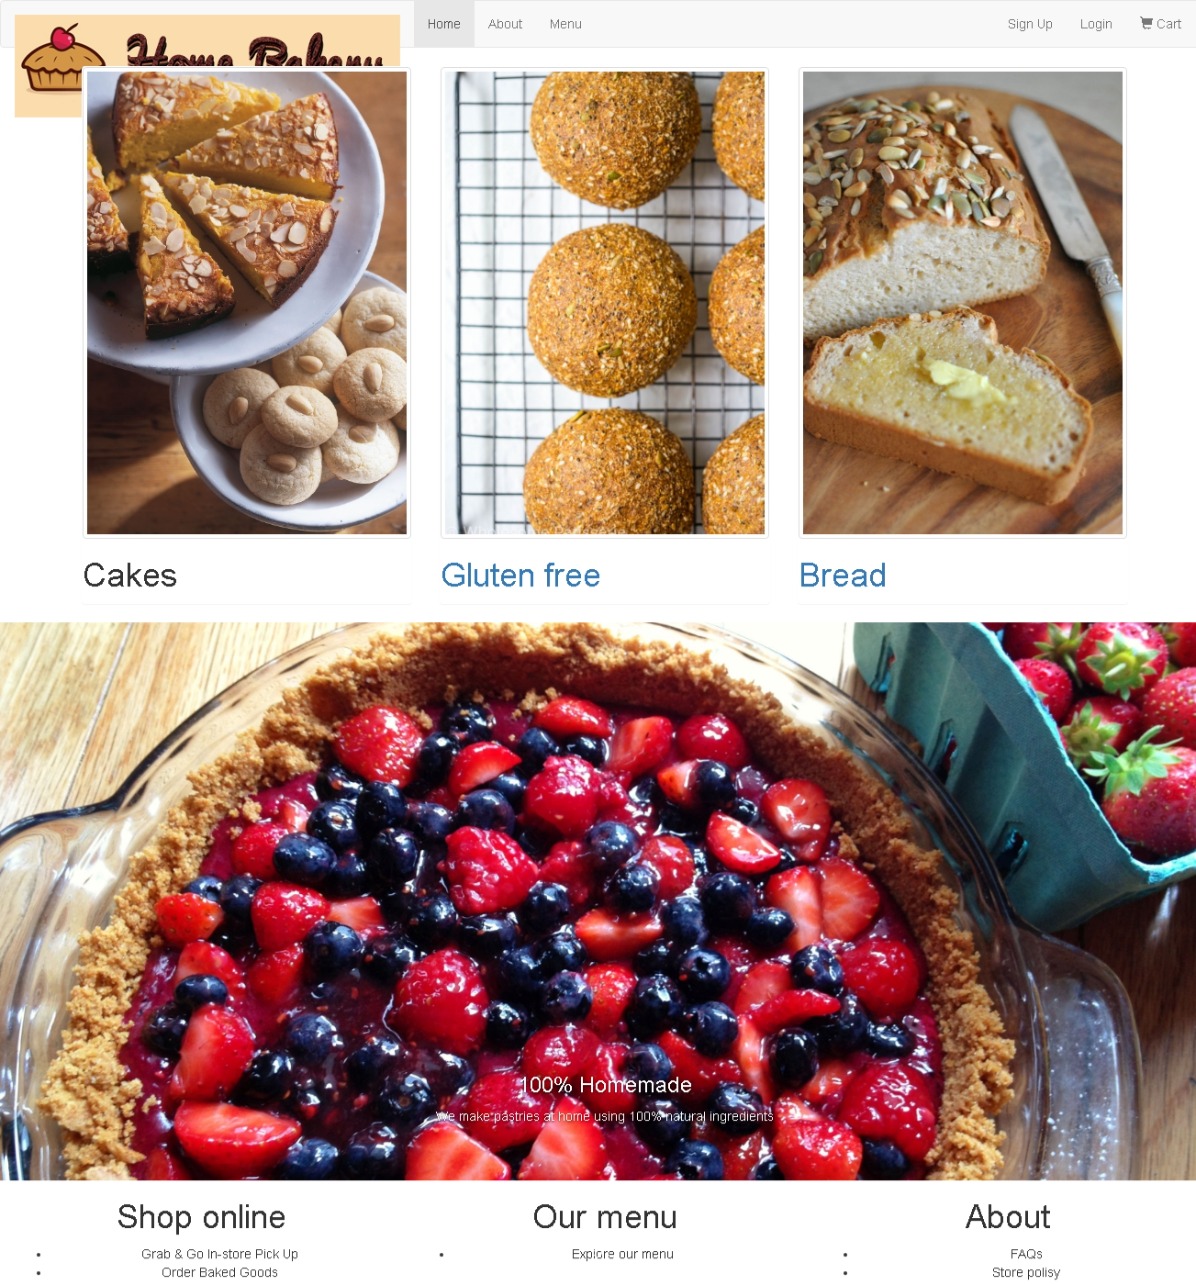 Home Bakery
Home About Menu Sign Up Login Cart
Cakes
Gluten free
Bread
100% Homemade
We make pastries at home using 100% natural ingredients
Shop online
Our menu
About
Grab & Go In-store Pick Up
Explore our menu
FAQs
Order Baked Goods
Store polisy